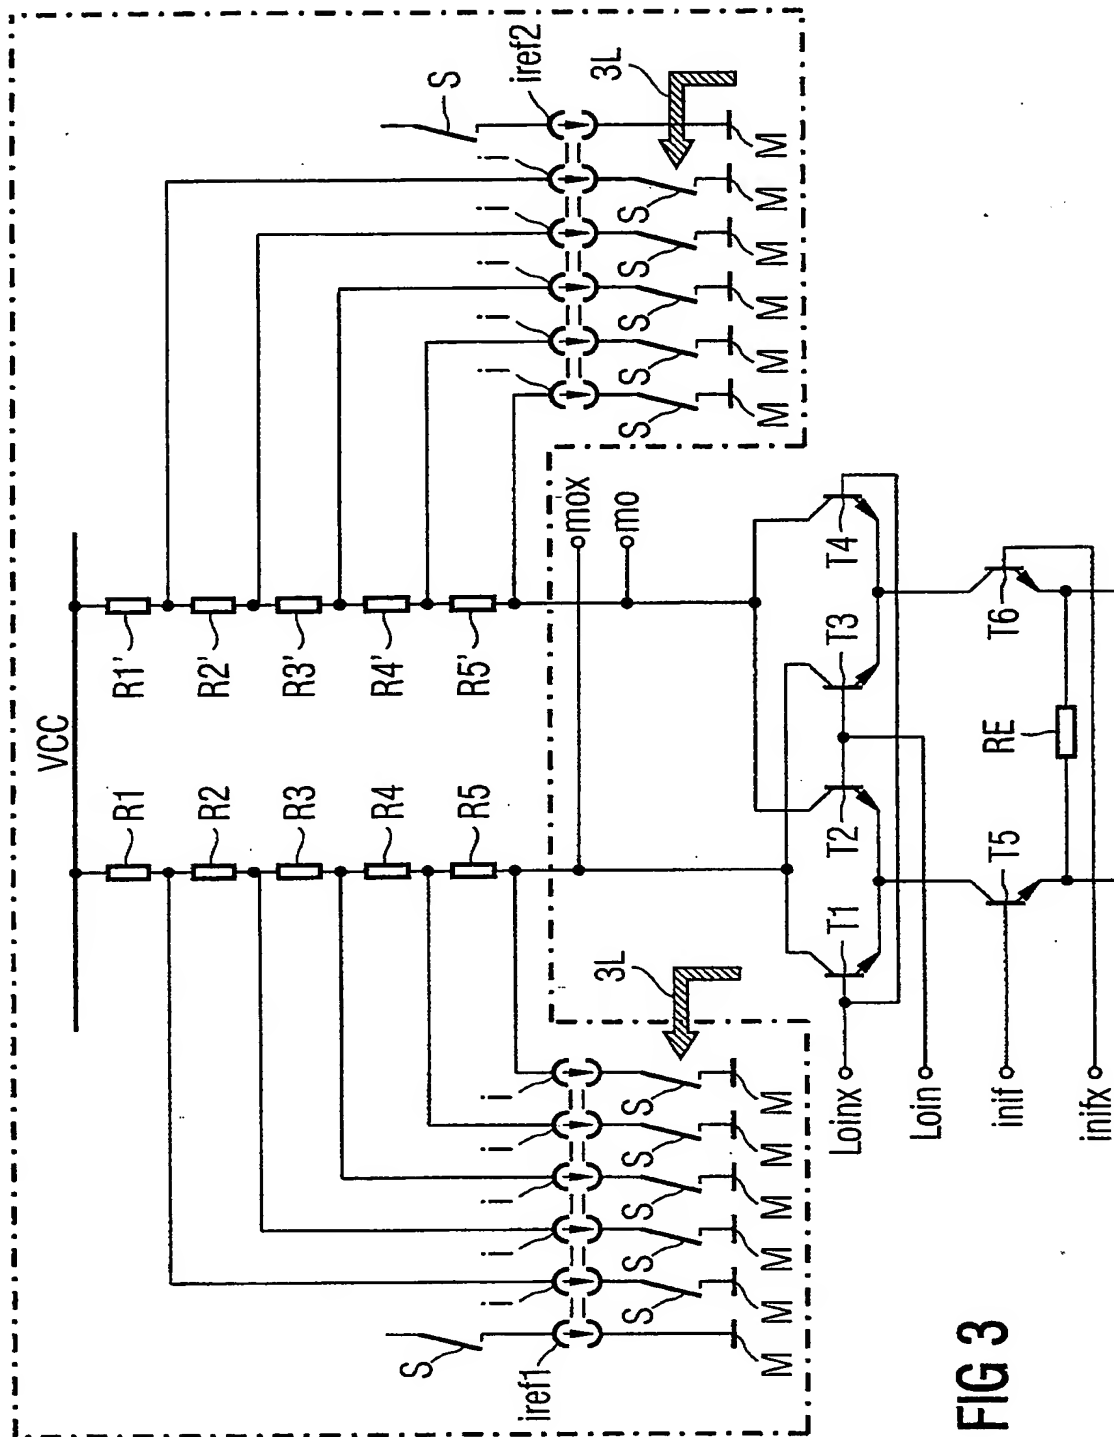 VCC
R1
R1'
R2
R2'
R3
R3'
R4
R4'
R5
R5'
S
S
iref1
i
i
i
i
i
i
i
i
i
i
iref2
mox
mo
3L
3L
S
S
S
S
S
S
S
S
S
S
M
M
M
M
M
M
M
M
M
M
M
M
Loinx
T1
T2
T3
T4
Loin
inif
T5
RE
T6
inifx
FIG 3